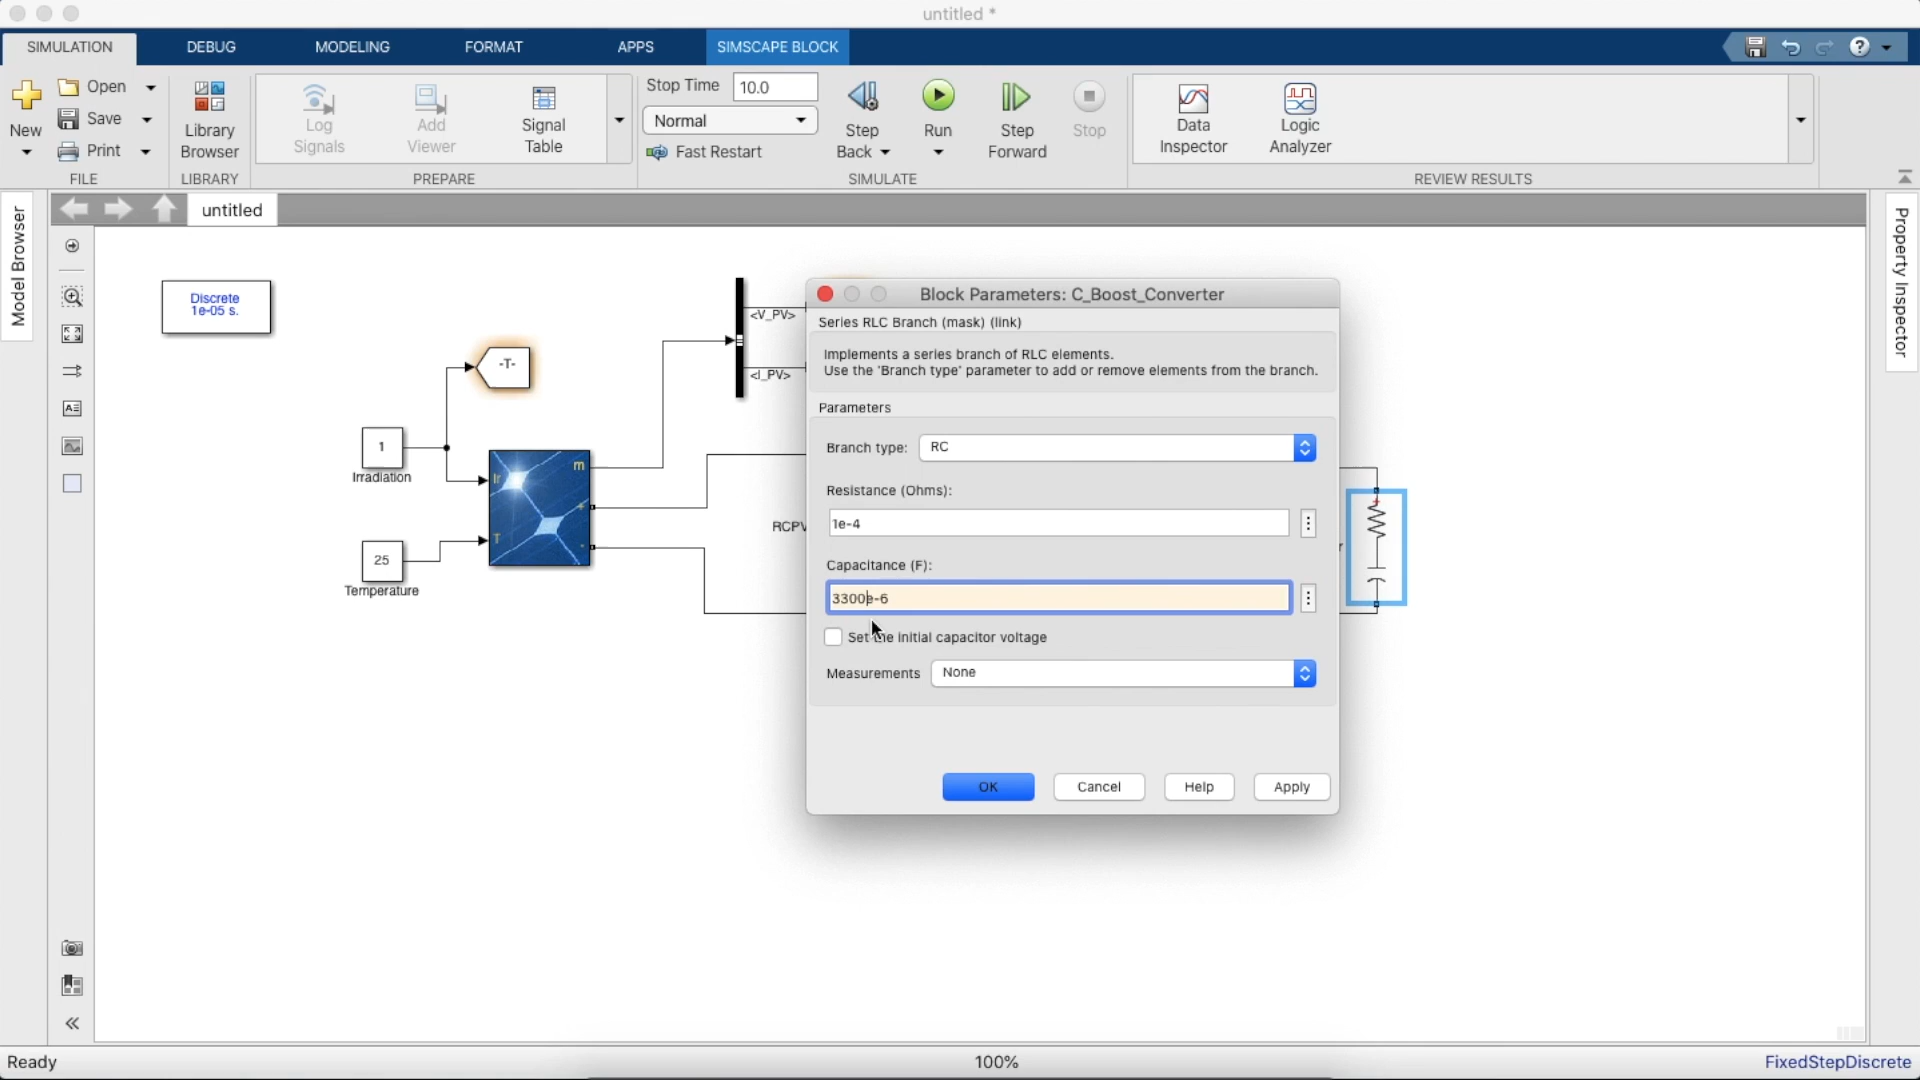 untitled *
SIMULATION DEBUG MODELING FORMAT APPS SIMSCAPE BLOCK
New
Open
Save
Print
FILE
Library
Browser
LIBRARY
Log
Signals
Add
Viewer
Signal
Table
PREPARE
Stop Time 10.0
Normal
Fast Restart
Step
Back
Run
Step
Forward
Stop
SIMULATE
Data
Inspector
Logic
Analyzer
REVIEW RESULTS
Model Browser
untitled
Property Inspector
Discrete
1e-05 s.
-T-
<V_PV>
<I_PV>
1
Irradiation
25
Temperature
Ir
T
m
+
-
RCPV
Block Parameters: C_Boost_Converter
Series RLC Branch (mask) (link)
Implements a series branch of RLC elements.
Use the 'Branch type' parameter to add or remove elements from the branch.
Parameters
Branch type: RC
Resistance (Ohms):
1e-4
Capacitance (F):
3300e-6
Set the initial capacitor voltage
Measurements None
OK Cancel Help Apply
r
+
Ready 100% FixedStepDiscrete